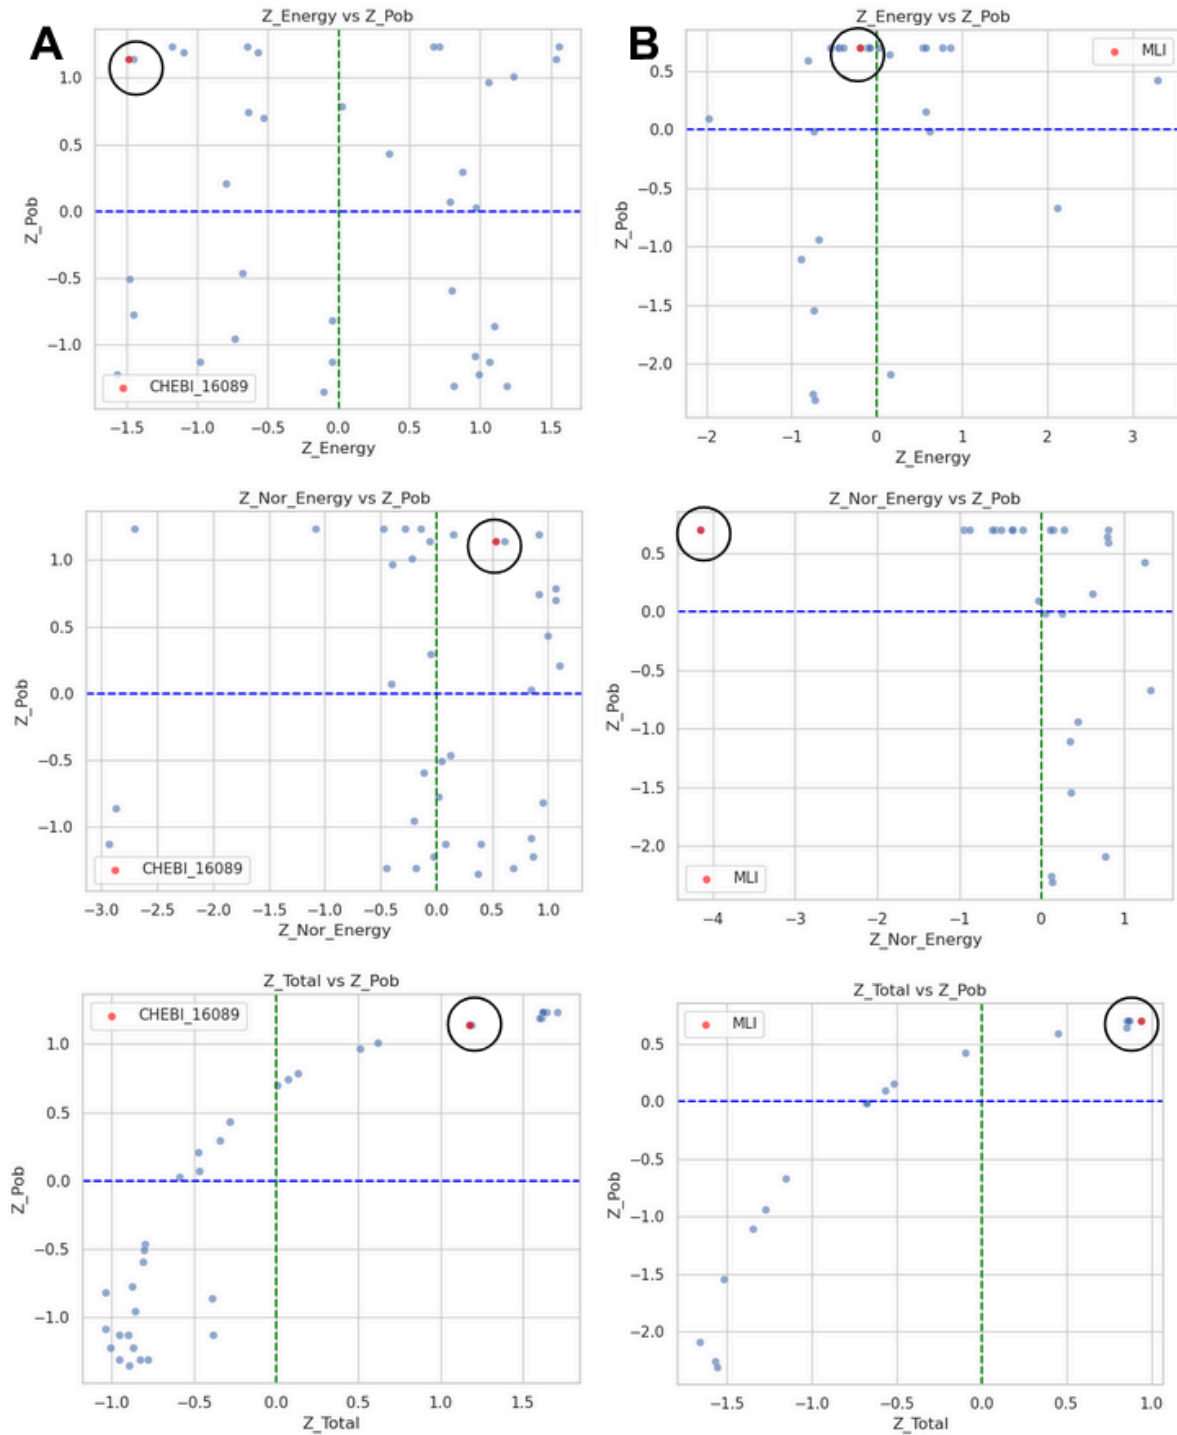 A
Z_Energy vs Z_Pob
1.0
0.5
0.0
−0.5
−1.0
Z_Pob
CHEBI_16089
−1.5 −1.0 −0.5 0.0 0.5 1.0 1.5
Z_Energy
B
Z_Energy vs Z_Pob
MLI
0.5
0.0
−0.5
−1.0
−1.5
−2.0
Z_Pob
−2 −1 0 1 2 3
Z_Energy
Z_Nor_Energy vs Z_Pob
1.0
0.5
0.0
−0.5
−1.0
Z_Pob
CHEBI_16089
−3.0 −2.5 −2.0 −1.5 −1.0 −0.5 0.0 0.5 1.0
Z_Nor_Energy
Z_Nor_Energy vs Z_Pob
0.5
0.0
−0.5
−1.0
−1.5
−2.0
Z_Pob
MLI
−4 −3 −2 −1 0 1
Z_Nor_Energy
Z_Total vs Z_Pob
CHEBI_16089
1.0
0.5
0.0
−0.5
−1.0
Z_Pob
−1.0 −0.5 0.0 0.5 1.0 1.5
Z_Total
Z_Total vs Z_Pob
MLI
0.5
0.0
−0.5
−1.0
−1.5
−2.0
Z_Pob
−1.5 −1.0 −0.5 0.0 0.5 1.0
Z_Total